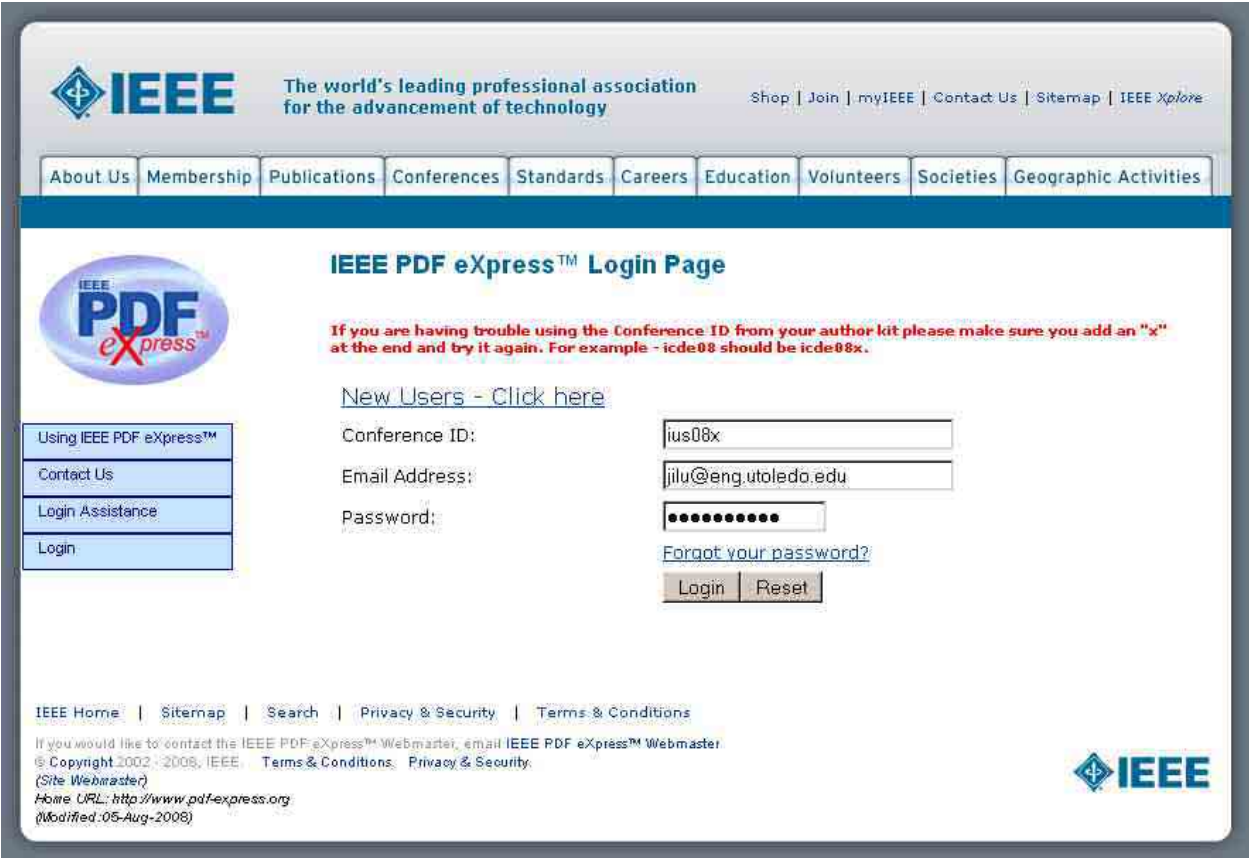 IEEE
The world's leading professional association
for the advancement of technology
Shop | Join | myIEEE | Contact Us | Sitemap | IEEE Xplore
About Us Membership Publications Conferences Standards Careers Education Volunteers Societies Geographic Activities
IEEE
PDF
eXpress™
IEEE PDF eXpress™ Login Page
If you are having trouble using the Conference ID from your author kit please make sure you add an "x"
at the end and try it again. For example - icde08 should be icde08x.
New Users - Click here
Conference ID: ius08x
Email Address: jilu@eng.utoledo.edu
Password: ●●●●●●●●●●
Forgot your password?
Login Reset
Using IEEE PDF eXpress™
Contact Us
Login Assistance
Login
IEEE Home | Sitemap | Search | Privacy & Security | Terms & Conditions
If you would like to contact the IEEE PDF eXpress™ Webmaster, email IEEE PDF eXpress™ Webmaster
© Copyright 2002 - 2008, IEEE. Terms & Conditions. Privacy & Security.
(Site Webmaster)
Home URL: http://www.pdf-express.org
(Modified:05-Aug-2008)
IEEE